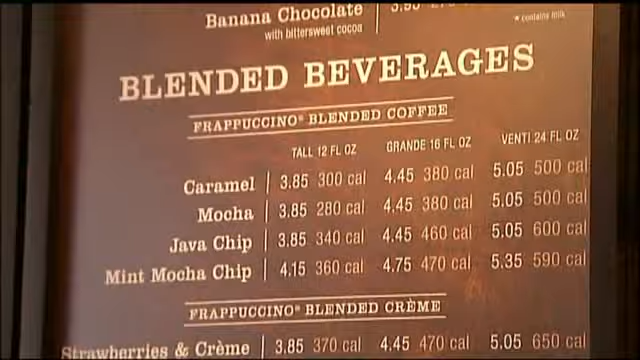 Banana Chocolate 3.95
with bittersweet cocoa
* contains milk
BLENDED BEVERAGES
FRAPPUCCINO® BLENDED COFFEE
TALL 12 FL OZ GRANDE 16 FL OZ VENTI 24 FL OZ
Caramel 3.85 300 cal 4.45 380 cal 5.05 500 cal
Mocha 3.85 280 cal 4.45 380 cal 5.05 500 cal
Java Chip 3.85 340 cal 4.45 460 cal 5.05 600 cal
Mint Mocha Chip 4.15 360 cal 4.75 470 cal 5.35 590 cal
FRAPPUCCINO® BLENDED CRÈME
Strawberries & Crème 3.85 370 cal 4.45 470 cal 5.05 650 cal